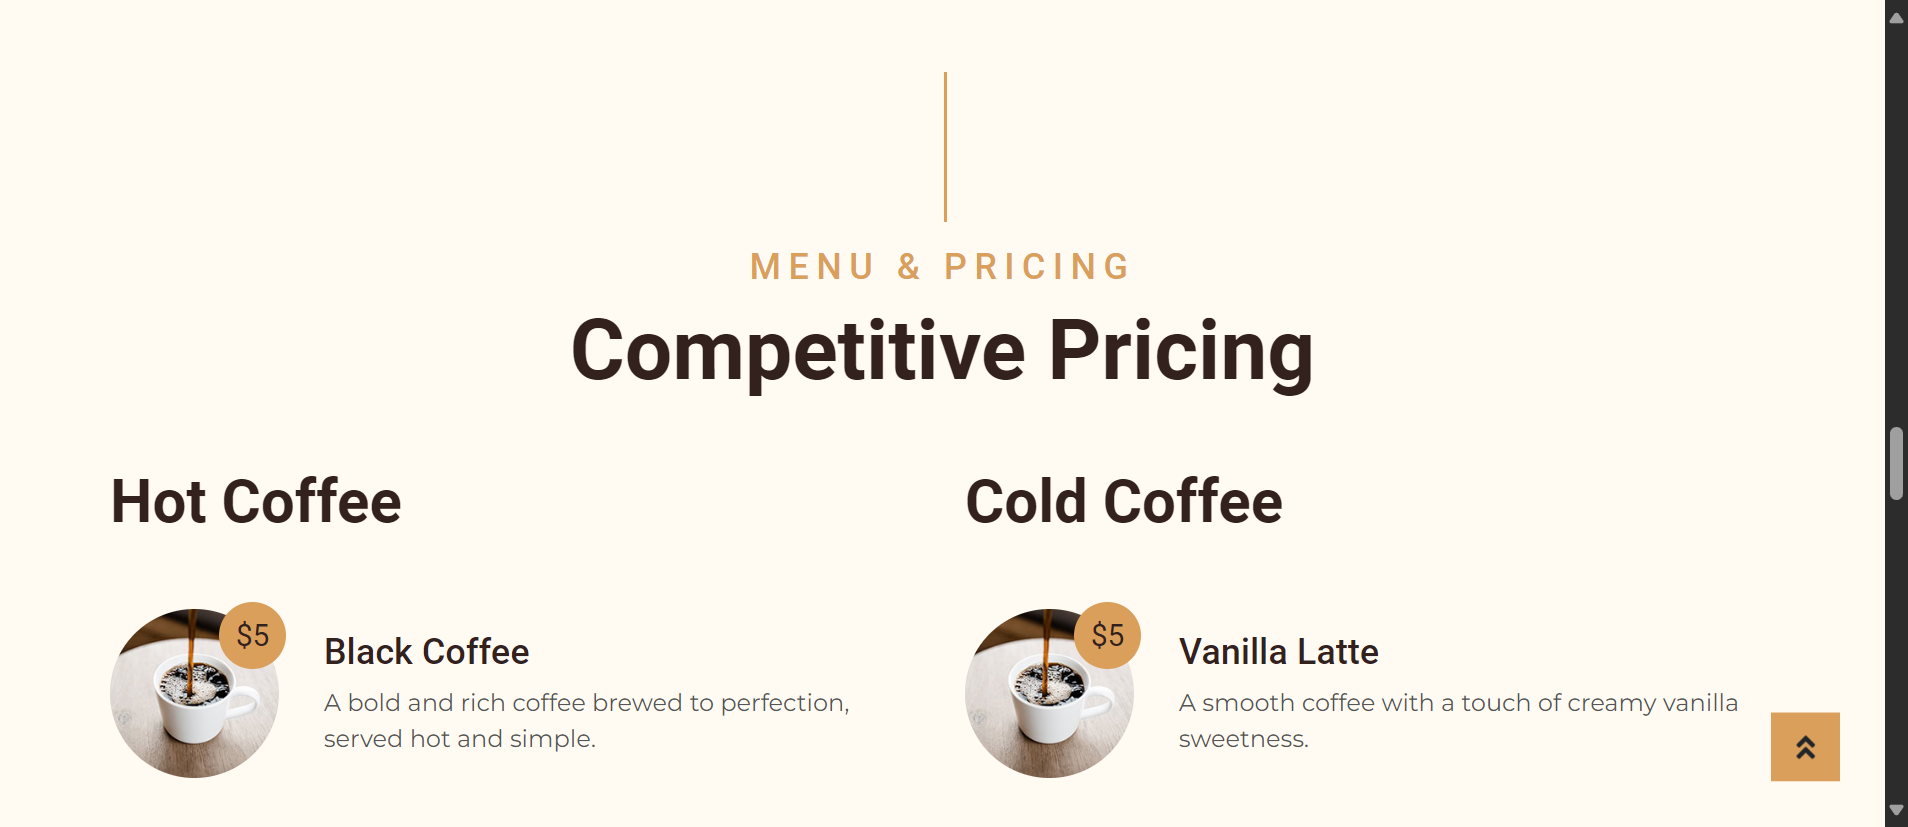 MENU & PRICING
Competitive Pricing
Hot Coffee
$5
Black Coffee
A bold and rich coffee brewed to perfection,
served hot and simple.
Cold Coffee
$5
Vanilla Latte
A smooth coffee with a touch of creamy vanilla
sweetness.